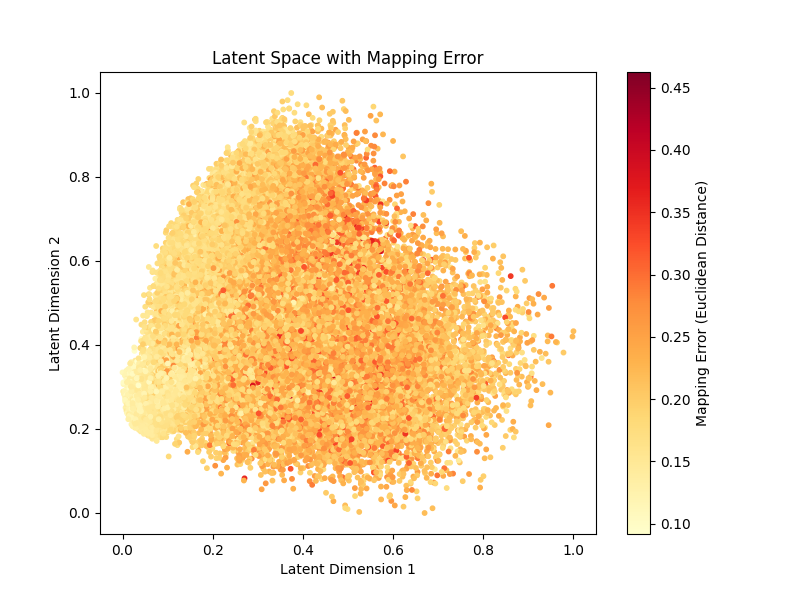 Latent Space with Mapping Error
1.0
0.8
0.6
0.4
0.2
0.0
Latent Dimension 2
0.0 0.2 0.4 0.6 0.8 1.0
Latent Dimension 1
0.45
0.40
0.35
0.30
0.25
0.20
0.15
0.10
Mapping Error (Euclidean Distance)